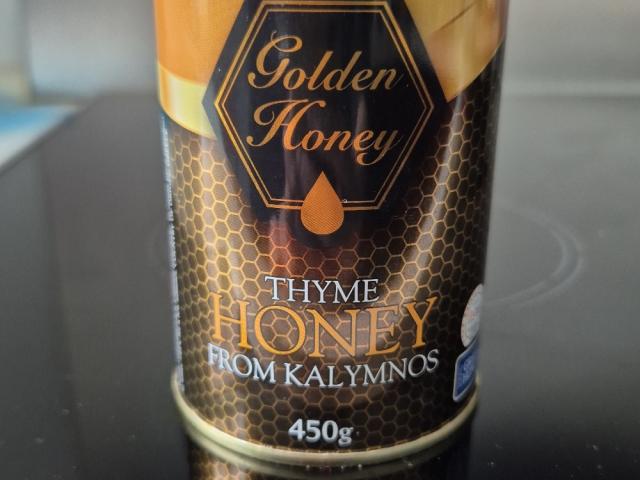 Golden
Honey
THYME
HONEY
FROM KALYMNOS
450g